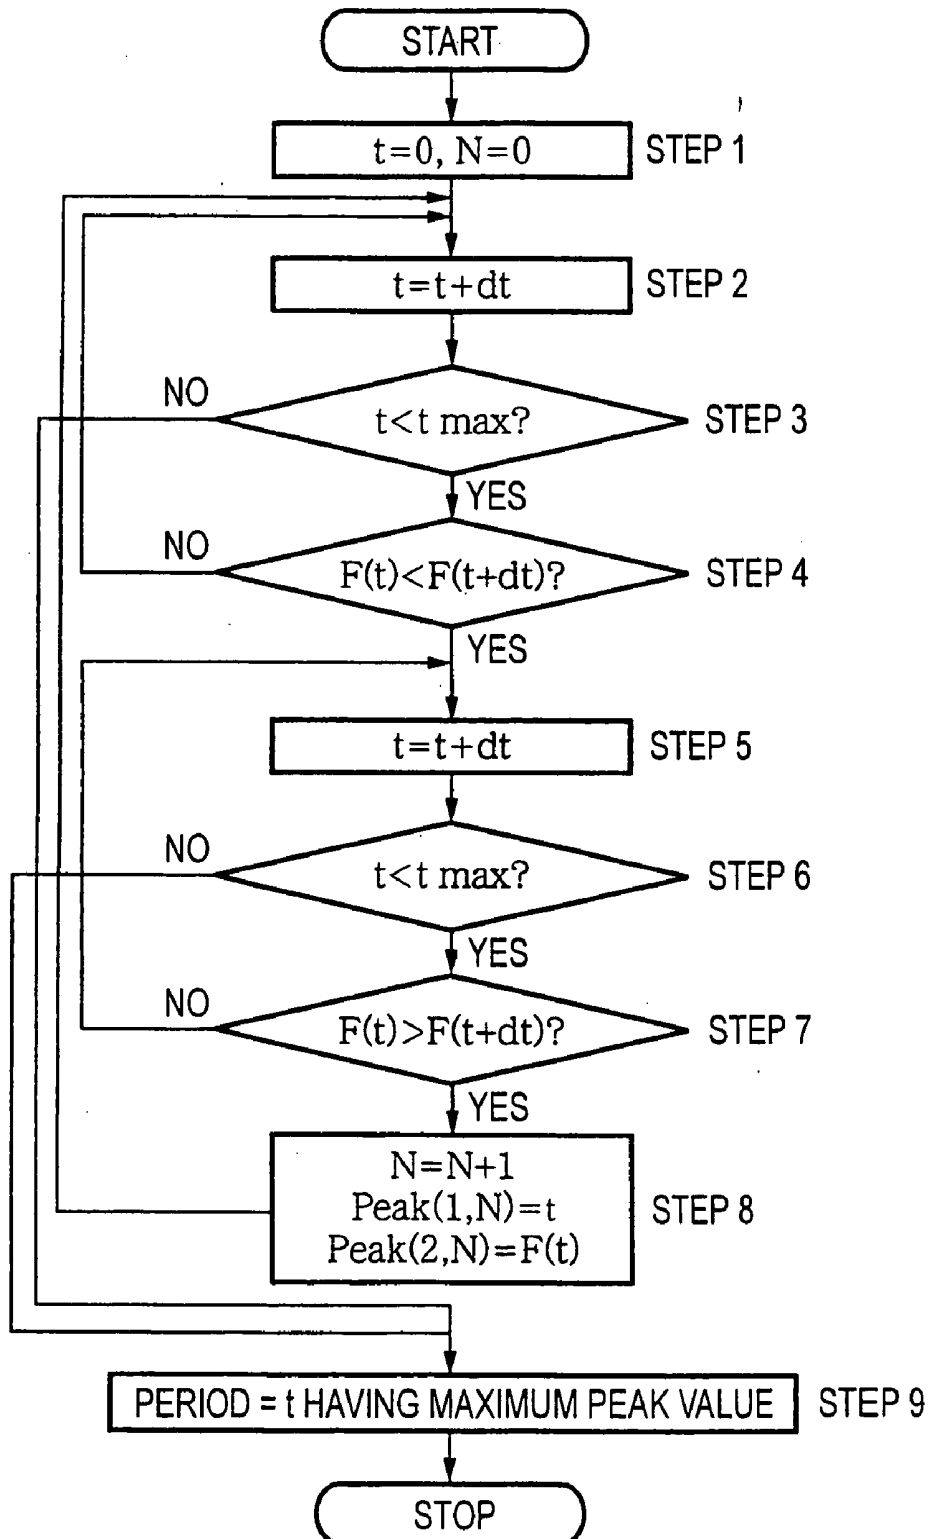 START
t=0, N=0
STEP 1
t=t+dt
STEP 2
NO
t<t max?
STEP 3
YES
NO
F(t)<F(t+dt)?
STEP 4
YES
t=t+dt
STEP 5
NO
t<t max?
STEP 6
YES
NO
F(t)>F(t+dt)?
STEP 7
YES
N=N+1
Peak(1,N)=t
Peak(2,N)=F(t)
STEP 8
PERIOD = t HAVING MAXIMUM PEAK VALUE
STEP 9
STOP